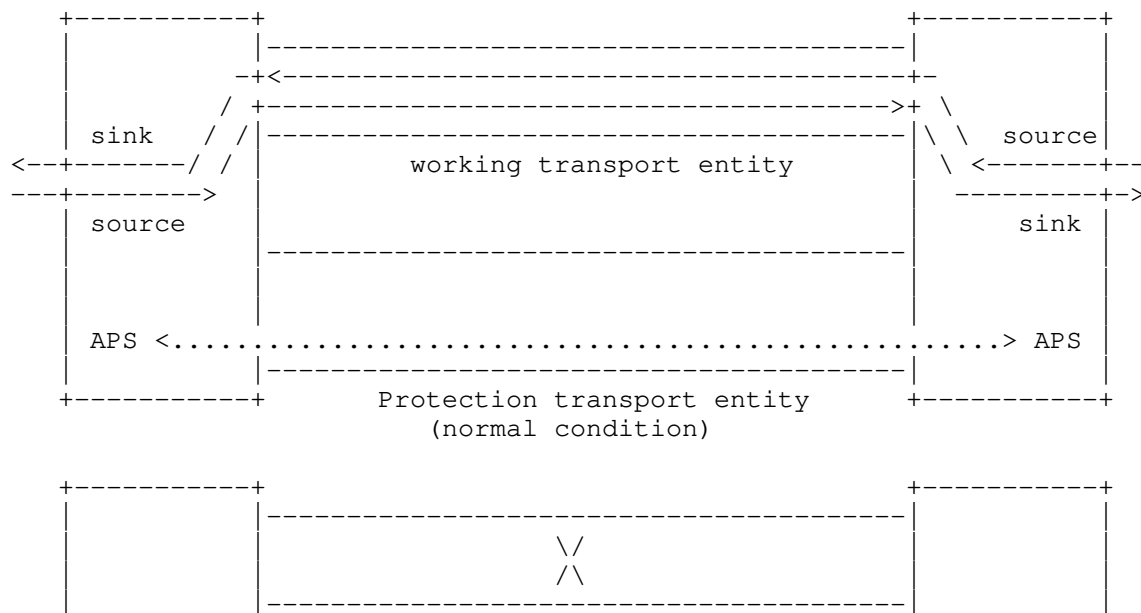 sink source
working transport entity
source sink
APS APS
Protection transport entity
(normal condition)